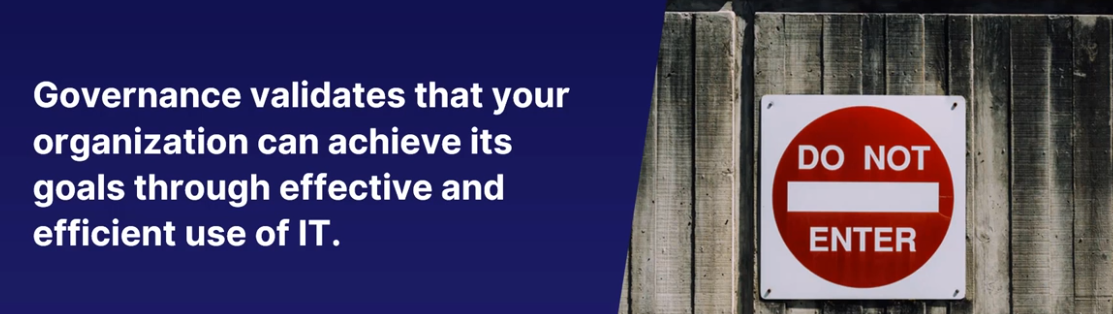 Governance validates that your
organization can achieve its
goals through effective and
efficient use of IT.
DO NOT
ENTER